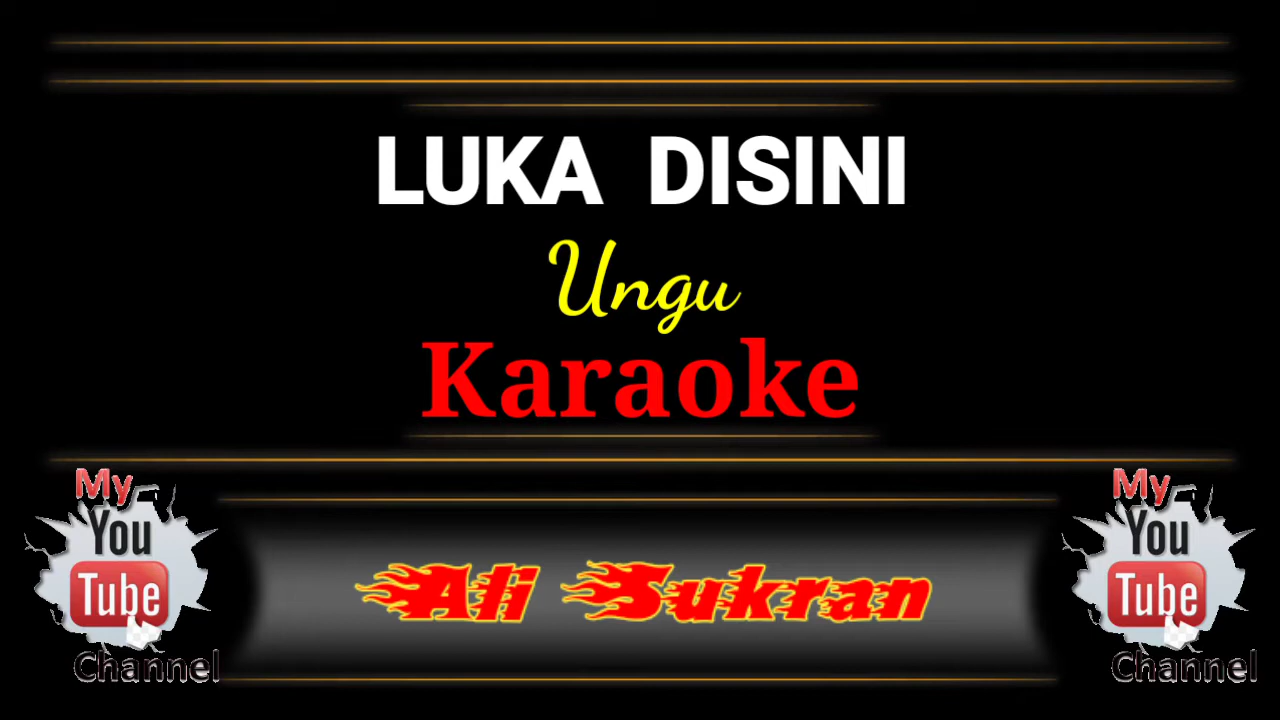 LUKA DISINI
Ungu
Karaoke
My
You
Tube
Channel
Ali Sukran
My
You
Tube
Channel